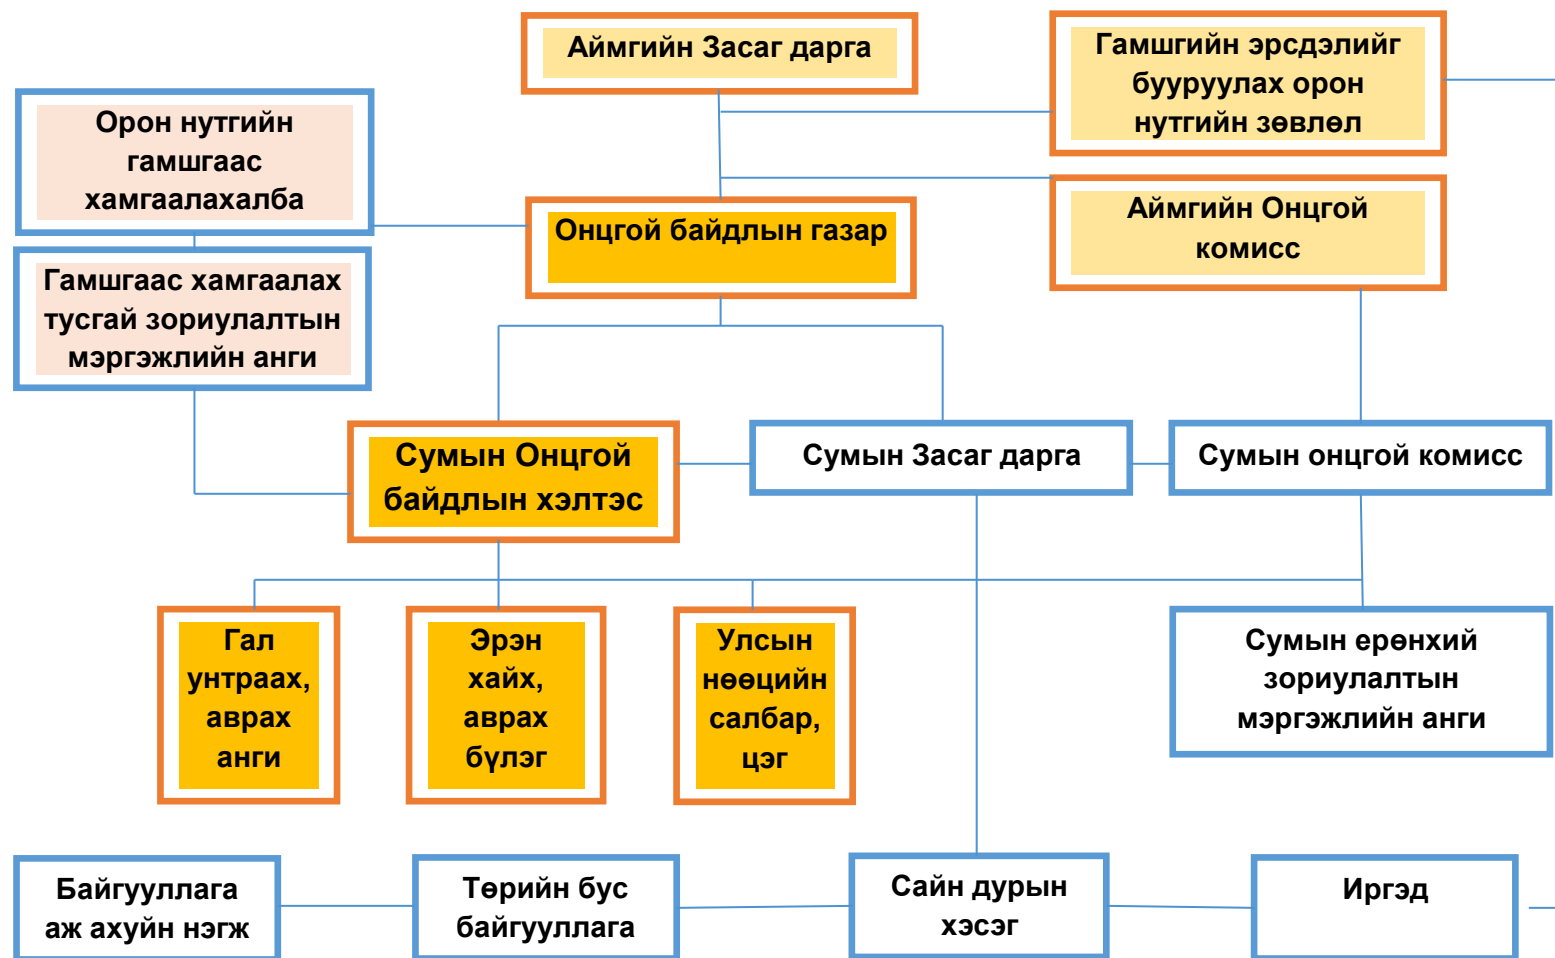 Аймгийн Засаг дарга
Гамшгийн эрсдэлийг
бууруулах орон
нутгийн зөвлөл
Орон нутгийн
гамшгаас
хамгаалахалба
Онцгой байдлын газар
Аймгийн Онцгой
комисс
Гамшгаас хамгаалах
тусгай зориулалтын
мэргэжлийн анги
Сумын Онцгой
байдлын хэлтэс
Сумын Засаг дарга
Сумын онцгой комисс
Гал
унтраах,
аврах
анги
Эрэн
хайх,
аврах
бүлэг
Улсын
нөөцийн
салбар,
цэг
Сумын ерөнхий
зориулалтын
мэргэжлийн анги
Байгууллага
аж ахуйн нэгж
Төрийн бус
байгууллага
Сайн дурын
хэсэг
Иргэд